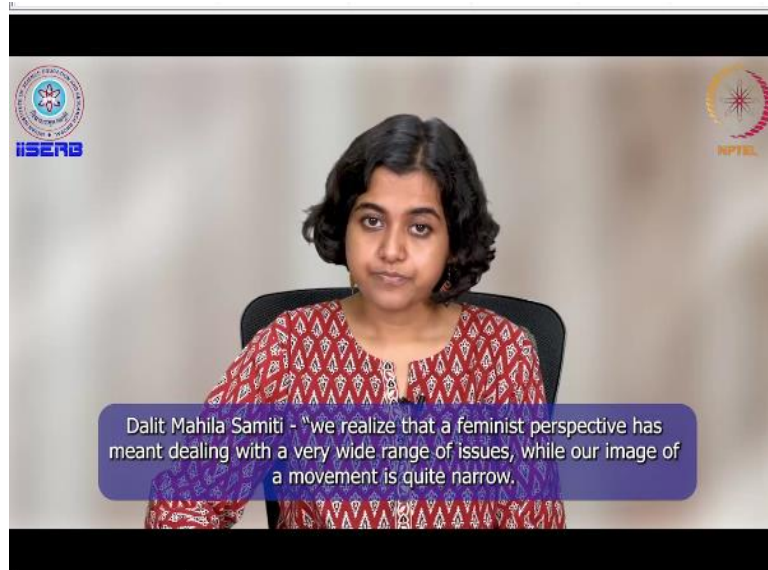 IISERB
NPTEL
Dalit Mahila Samiti - “we realize that a feminist perspective has
meant dealing with a very wide range of issues, while our image of
a movement is quite narrow.